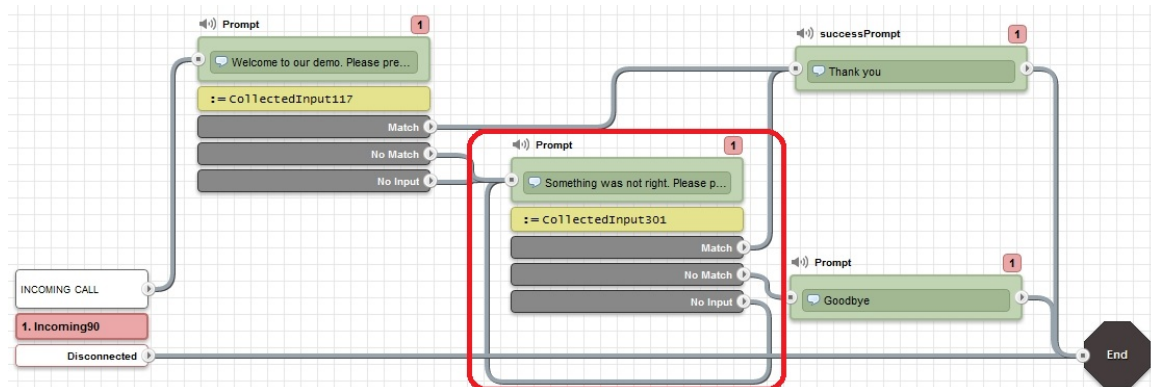 Prompt 1
Welcome to our demo. Please pre...
:= CollectedInput117
Match
No Match
No Input
Prompt 1
Something was not right. Please p...
:= CollectedInput301
Match
No Match
No Input
successPrompt 1
Thank you
Prompt 1
Goodbye
INCOMING CALL
1. Incoming90
Disconnected
End